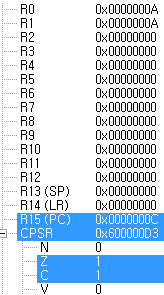 R0 0x0000000A
R1 0x0000000A
R2 0x00000000
R3 0x00000000
R4 0x00000000
R5 0x00000000
R6 0x00000000
R7 0x00000000
R8 0x00000000
R9 0x00000000
R10 0x00000000
R11 0x00000000
R12 0x00000000
R13 (SP) 0x00000000
R14 (LR) 0x00000000
R15 (PC) 0x0000000C
CPSR 0x600000D3
N 0
Z 1
C 1
V 0